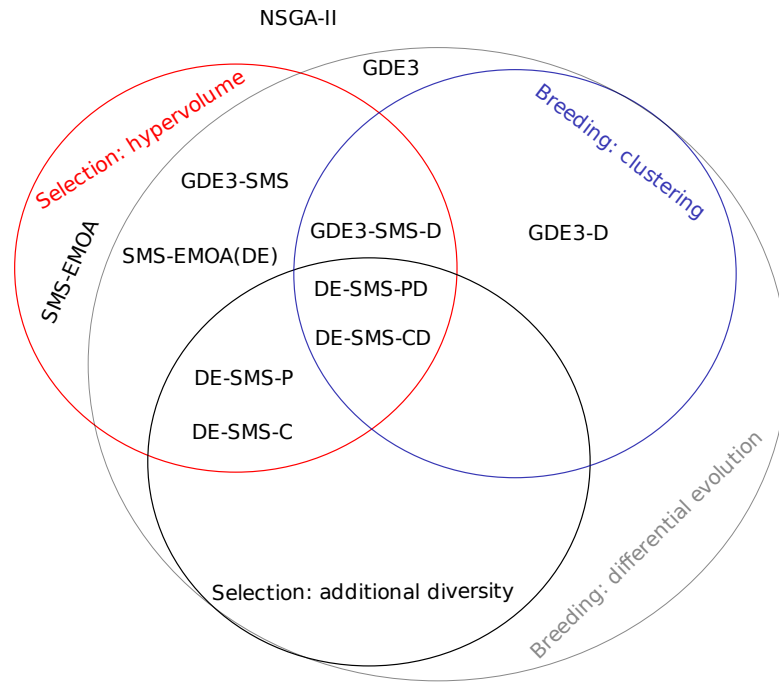 NSGA-II
GDE3
Selection: hypervolume
Breeding: clustering
GDE3-SMS
SMS-EMOA
SMS-EMOA(DE)
GDE3-SMS-D
GDE3-D
DE-SMS-PD
DE-SMS-CD
DE-SMS-P
DE-SMS-C
Selection: additional diversity
Breeding: differential evolution